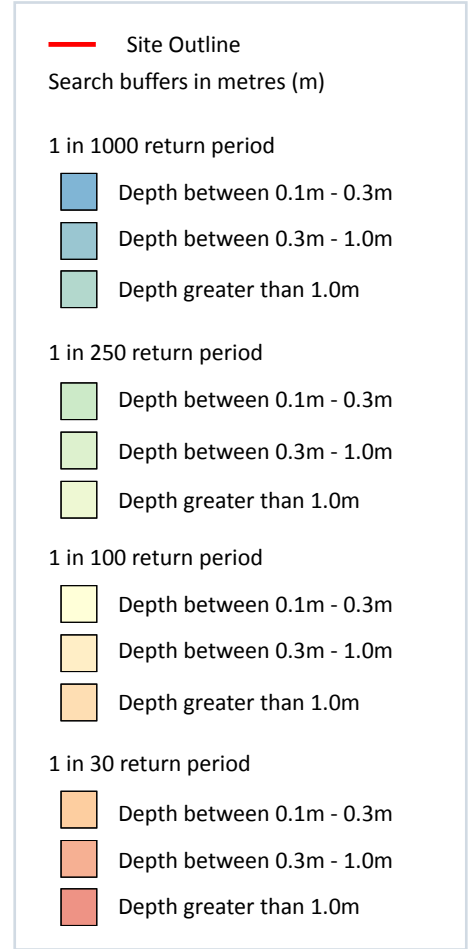 Site Outline
Search buffers in metres (m)
1 in 1000 return period
Depth between 0.1m - 0.3m
Depth between 0.3m - 1.0m
Depth greater than 1.0m
1 in 250 return period
Depth between 0.1m - 0.3m
Depth between 0.3m - 1.0m
Depth greater than 1.0m
1 in 100 return period
Depth between 0.1m - 0.3m
Depth between 0.3m - 1.0m
Depth greater than 1.0m
1 in 30 return period
Depth between 0.1m - 0.3m
Depth between 0.3m - 1.0m
Depth greater than 1.0m